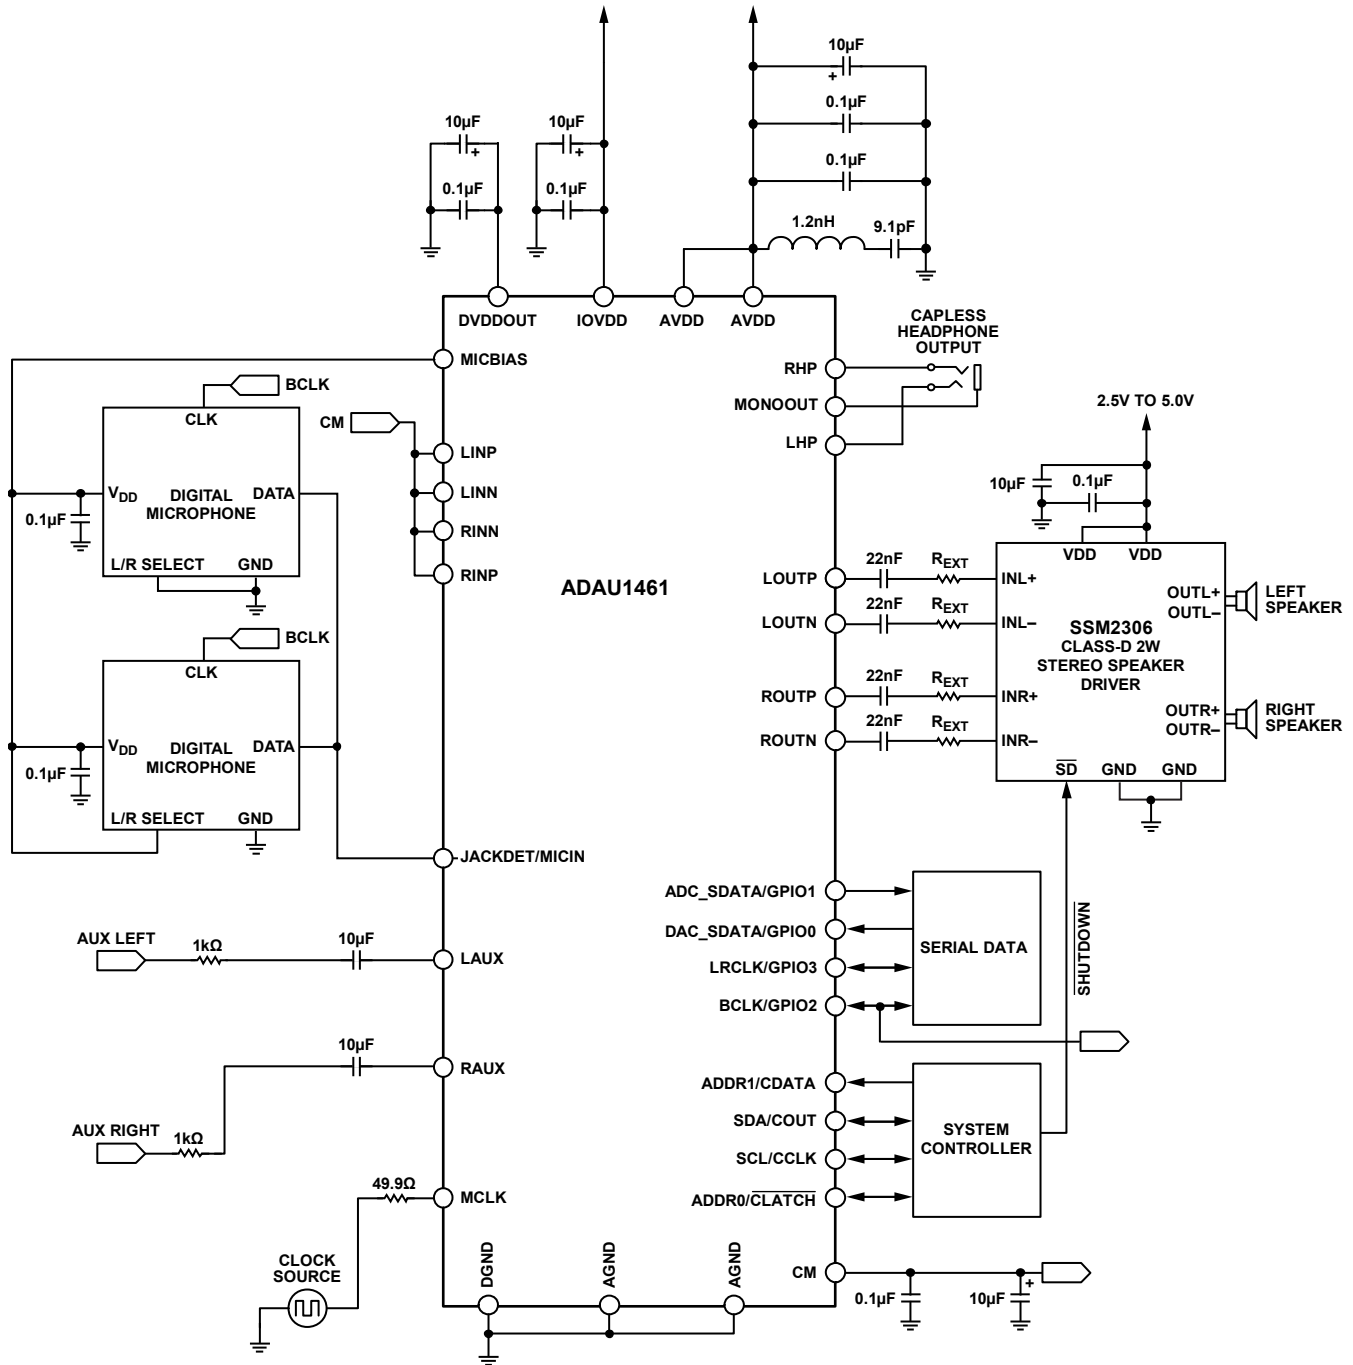 10µF
+
0.1µF
0.1µF
10µF
+
0.1µF
10µF
+
0.1µF
1.2nH
9.1pF
DVDDOUT
IOVDD
AVDD
AVDD
MICBIAS
BCLK
CLK
VDD
DIGITAL
MICROPHONE
DATA
0.1µF
L/R SELECT
GND
BCLK
CLK
VDD
DIGITAL
MICROPHONE
DATA
0.1µF
L/R SELECT
GND
CM
LINP
LINN
RINN
RINP
JACKDET/MICIN
AUX LEFT
1kΩ
10µF
LAUX
10µF
RAUX
AUX RIGHT
1kΩ
49.9Ω
MCLK
CLOCK
SOURCE
DGND
AGND
AGND
ADAU1461
CAPLESS
HEADPHONE
OUTPUT
RHP
MONOOUT
LHP
2.5V TO 5.0V
10µF
0.1µF
VDD
VDD
LOUTP
22nF
REXT
INL+
LOUTN
22nF
REXT
INL–
ROUTP
22nF
REXT
INR+
ROUTN
22nF
REXT
INR–
SSM2306
CLASS-D 2W
STEREO SPEAKER
DRIVER
OUTL+
OUTL–
LEFT
SPEAKER
OUTR+
OUTR–
RIGHT
SPEAKER
SD
GND
GND
SHUTDOWN
ADC_SDATA/GPIO1
DAC_SDATA/GPIO0
LRCLK/GPIO3
BCLK/GPIO2
SERIAL DATA
ADDR1/CDATA
SDA/COUT
SCL/CCLK
ADDR0/CLATCH
SYSTEM
CONTROLLER
CM
0.1µF
10µF
+